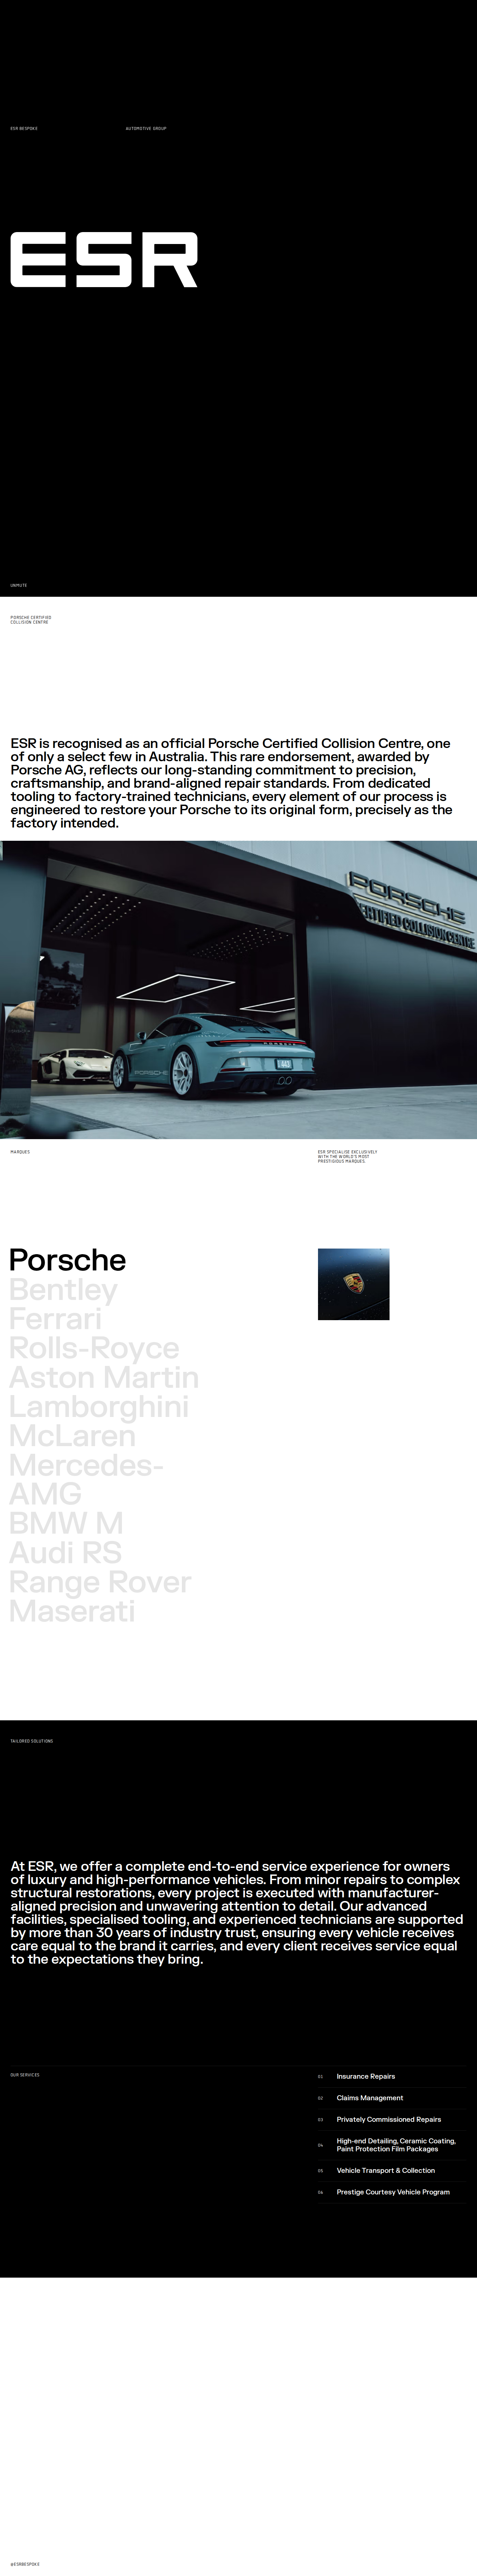 ESR BESPOKE
AUTOMOTIVE GROUP
ESR
UNMUTE
PORSCHE CERTIFIED
COLLISION CENTRE
ESR is recognised as an official Porsche Certified Collision Centre, one
of only a select few in Australia. This rare endorsement, awarded by
Porsche AG, reflects our long-standing commitment to precision,
craftsmanship, and brand-aligned repair standards. From dedicated
tooling to factory-trained technicians, every element of our process is
engineered to restore your Porsche to its original form, precisely as the
factory intended.
PORSCHE
CERTIFIED COLLISION CENTRE
PORSCHE
PORSCHE
MARQUES
ESR SPECIALISE EXCLUSIVELY
WITH THE WORLD'S MOST
PRESTIGIOUS MARQUES.
Porsche
Bentley
Ferrari
Rolls-Royce
Aston Martin
Lamborghini
McLaren
Mercedes-
AMG
BMW M
Audi RS
Range Rover
Maserati
TAILORED SOLUTIONS
At ESR, we offer a complete end-to-end service experience for owners
of luxury and high-performance vehicles. From minor repairs to complex
structural restorations, every project is executed with manufacturer-
aligned precision and unwavering attention to detail. Our advanced
facilities, specialised tooling, and experienced technicians are supported
by more than 30 years of industry trust, ensuring every vehicle receives
care equal to the brand it carries, and every client receives service equal
to the expectations they bring.
OUR SERVICES
01 Insurance Repairs
02 Claims Management
03 Privately Commissioned Repairs
04 High-end Detailing, Ceramic Coating,
Paint Protection Film Packages
05 Vehicle Transport & Collection
06 Prestige Courtesy Vehicle Program
@ESRBESPOKE